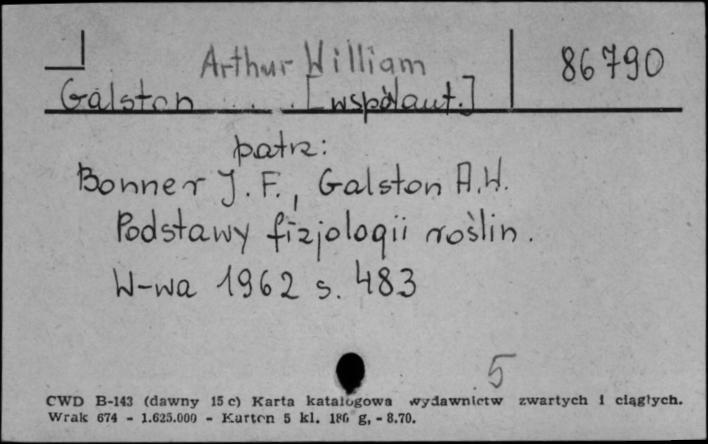 Arthur William
86790
Galston . . . . [współaut.]
patrz:
Bonner J. F., Galston A.W.
Podstawy fizjologii roślin.
W-wa 1962 s. 483
5
CWD B-143 (dawny 15 c) Karta katalogowa wydawnictw zwartych i ciągłych.
Wrak 674 - 1.625.000 - Karton 5 kl. 180 g, - 8.70.